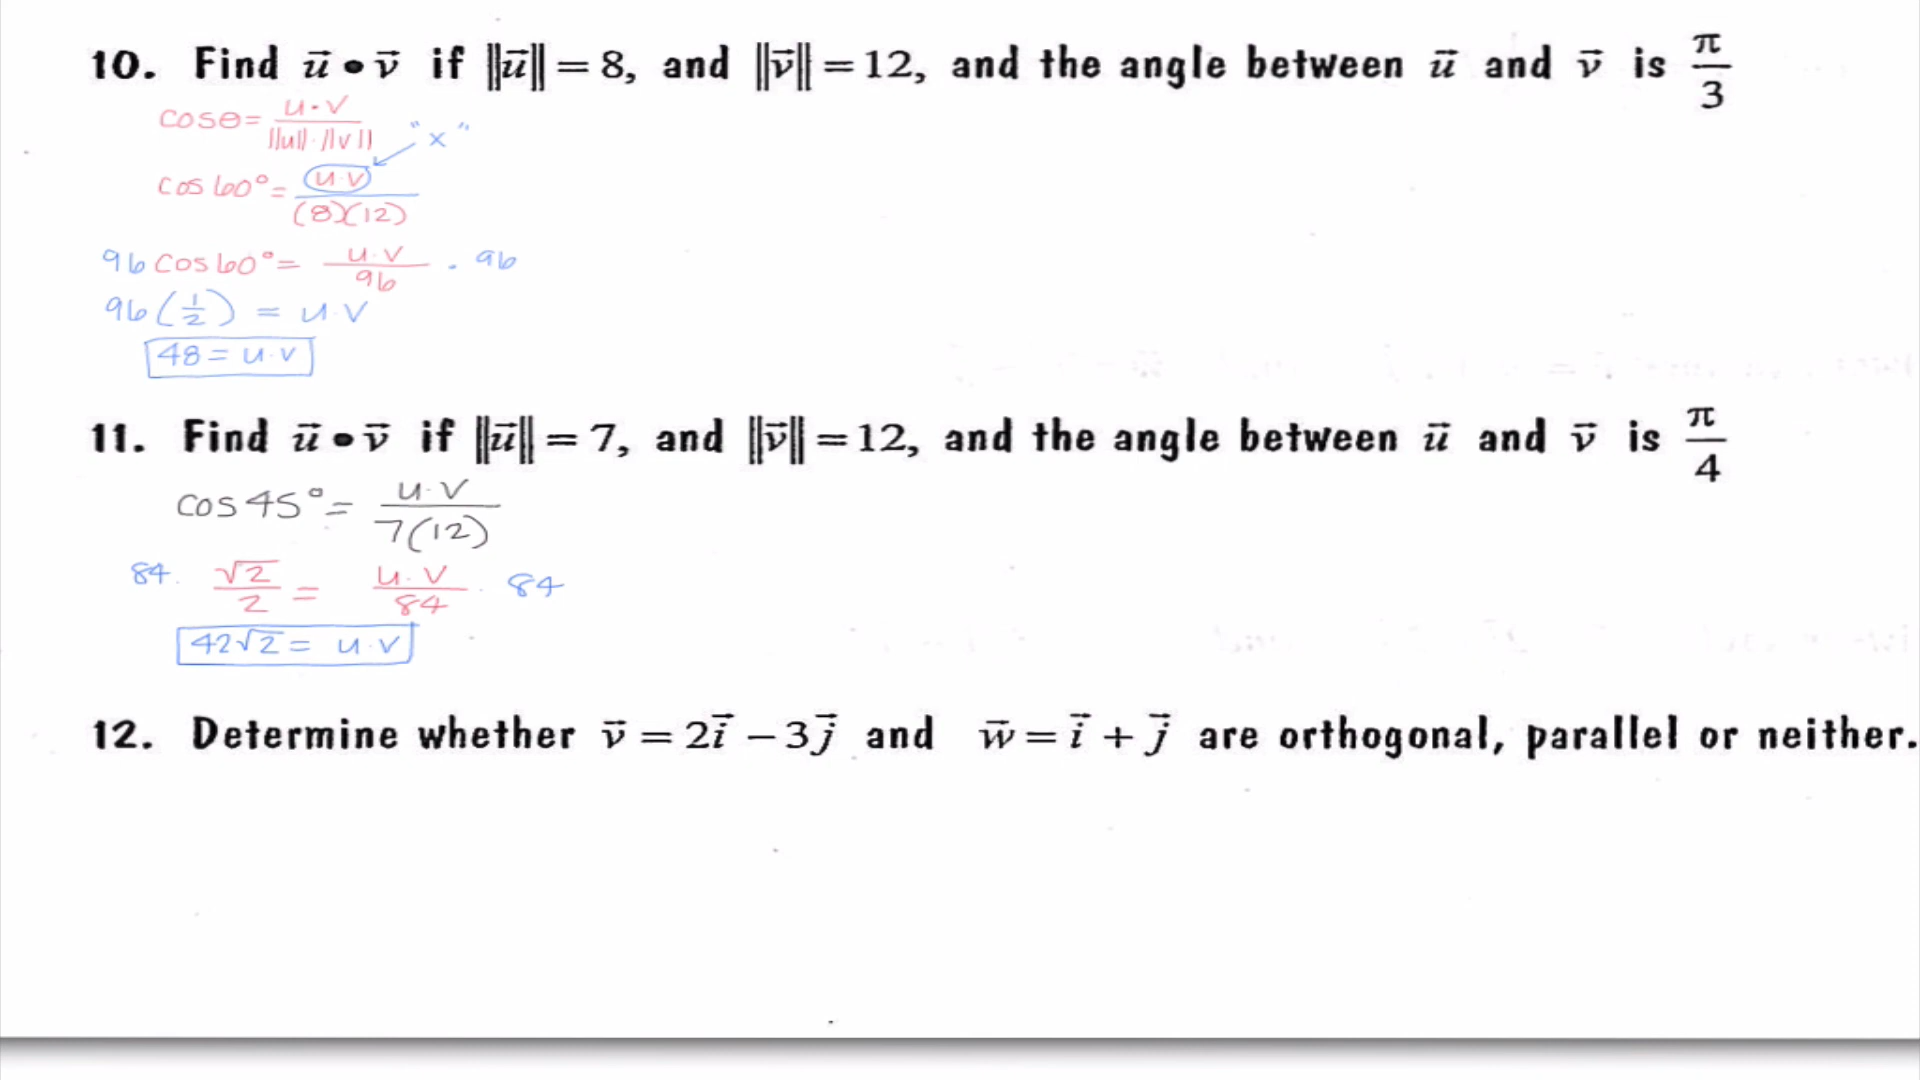 10. Find u⃗ • v⃗ if ‖u⃗‖ = 8, and ‖v⃗‖ = 12, and the angle between u⃗ and v⃗ is π/3
cosθ = u·v / ||u||·||v||
"x"
cos 60° = u·v / (8)(12)
96 cos 60° = u·v / 96 · 96
96 (1/2) = u·v
48 = u·v
11. Find u⃗ • v⃗ if ‖u⃗‖ = 7, and ‖v⃗‖ = 12, and the angle between u⃗ and v⃗ is π/4
cos 45° = u·v / 7(12)
84 · √2 / 2 = u·v / 84 · 84
42√2 = u·v
12. Determine whether v⃗ = 2i⃗ − 3j⃗ and w⃗ = i⃗ + j⃗ are orthogonal, parallel or neither.